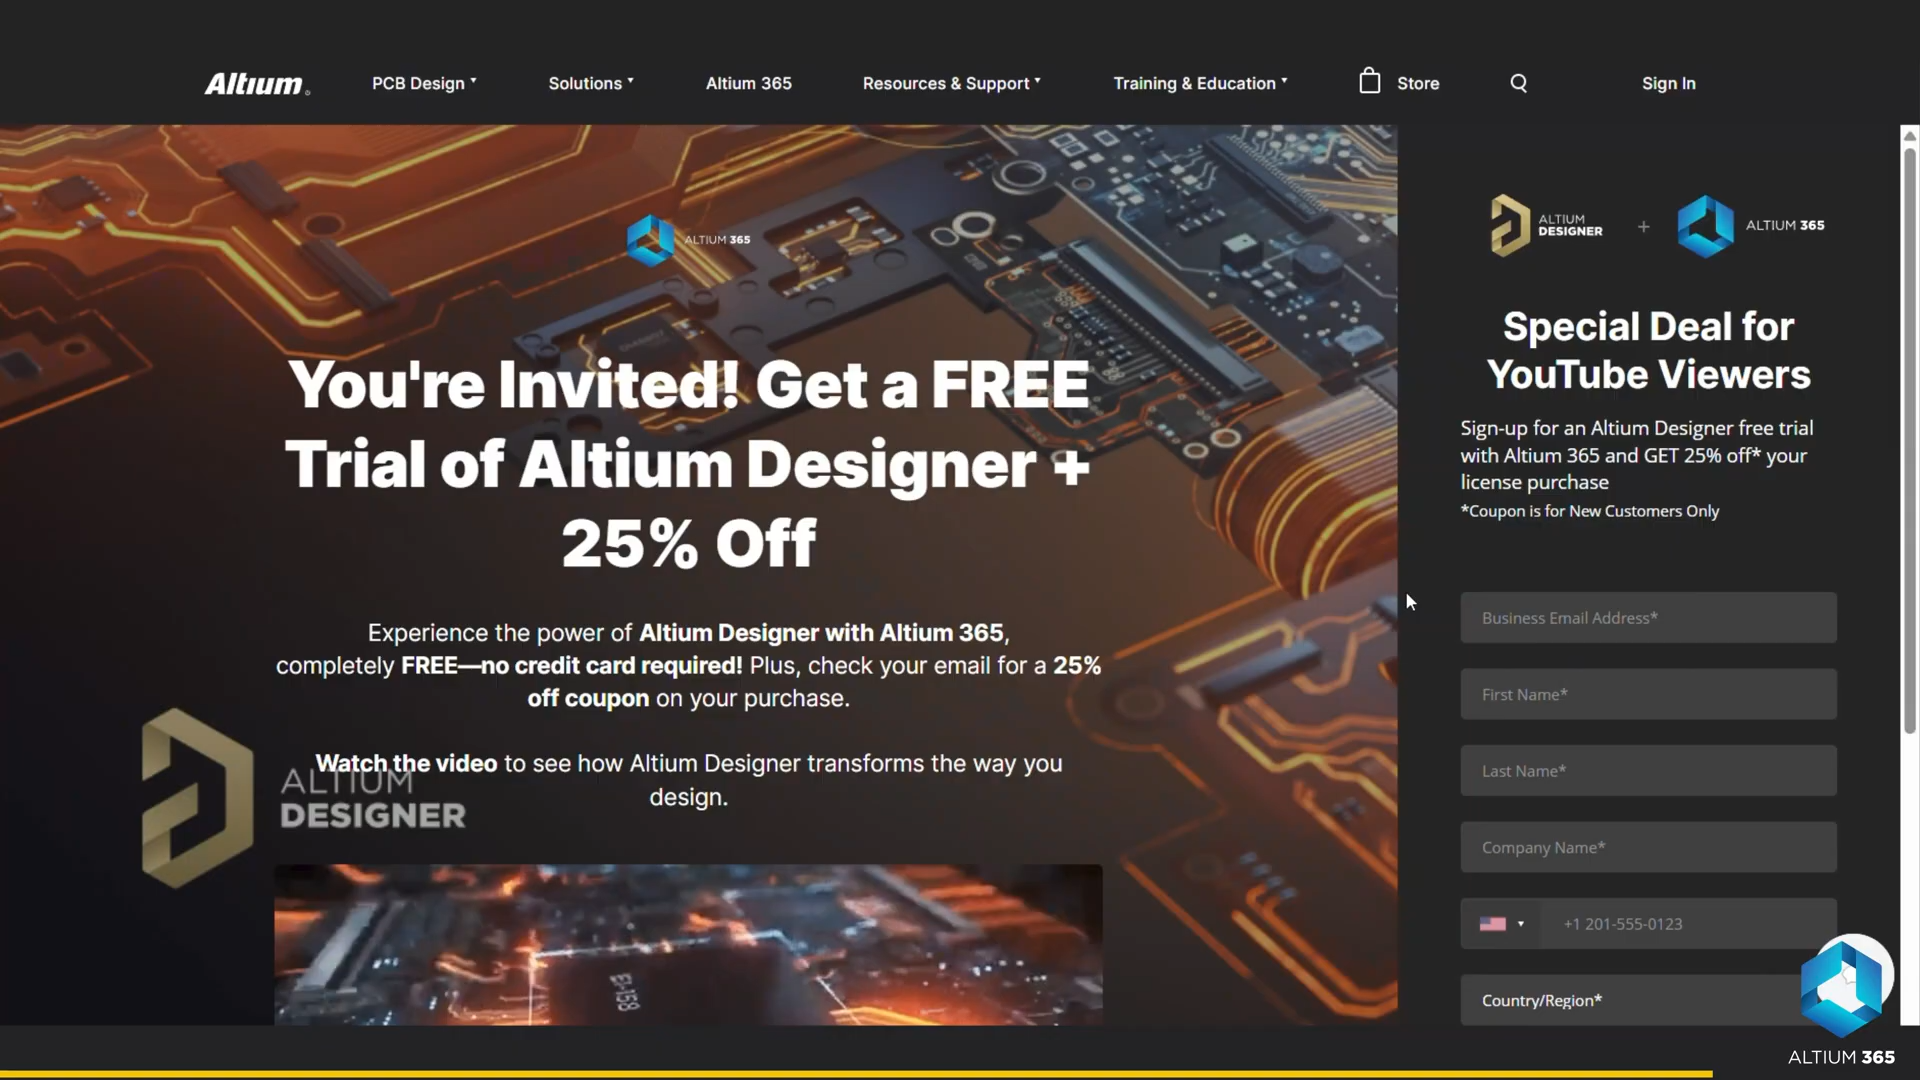 Altium
PCB Design
Solutions
Altium 365
Resources & Support
Training & Education
Store
Sign In
ALTIUM 365
You're Invited! Get a FREE
Trial of Altium Designer +
25% Off
Experience the power of Altium Designer with Altium 365,
completely FREE—no credit card required! Plus, check your email for a 25%
off coupon on your purchase.
Watch the video to see how Altium Designer transforms the way you
design.
ALTIUM
DESIGNER
ALTIUM
DESIGNER
+
ALTIUM 365
Special Deal for
YouTube Viewers
Sign-up for an Altium Designer free trial
with Altium 365 and GET 25% off* your
license purchase
*Coupon is for New Customers Only
Business Email Address*
First Name*
Last Name*
Company Name*
+1 201-555-0123
Country/Region*
ALTIUM 365